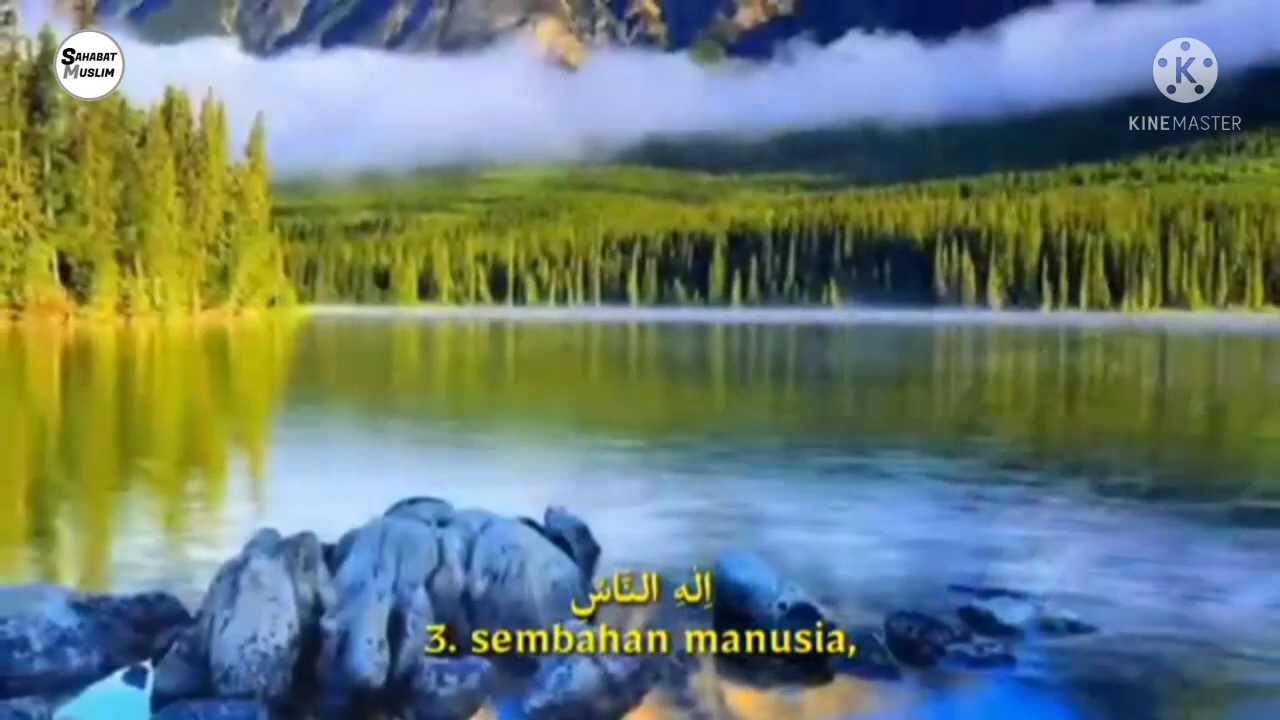 SAHABAT
MUSLIM
K
KINEMASTER
اِلٰهِ النَّاسِۙ
3. sembahan manusia,